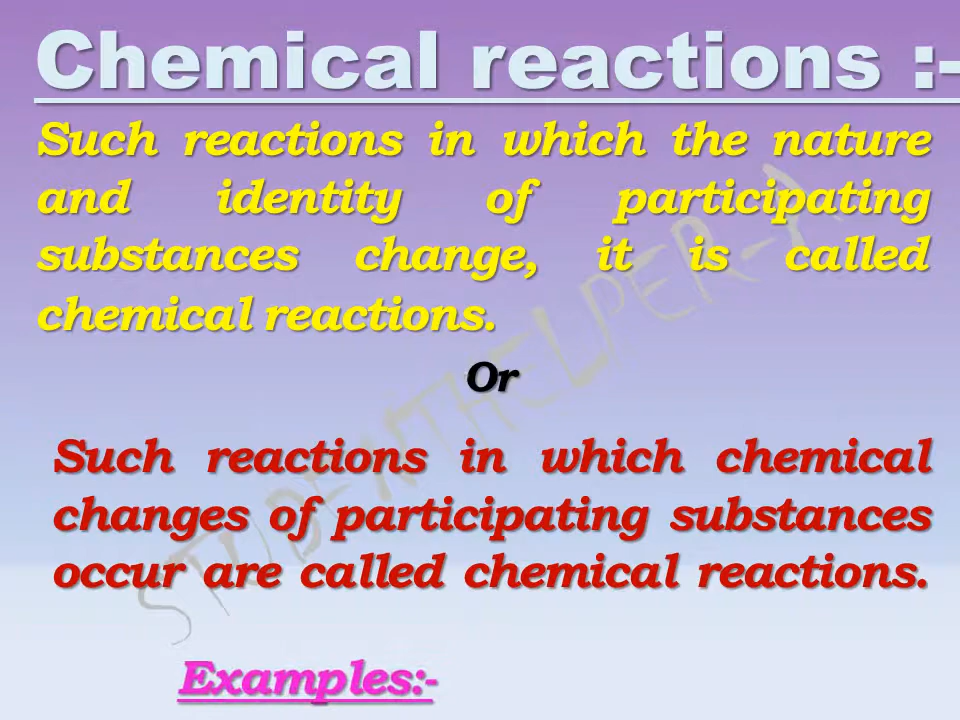 Chemical reactions :-
Such reactions in which the nature
and identity of participating
substances change, it is called
chemical reactions.
Or
Such reactions in which chemical
changes of participating substances
occur are called chemical reactions.
STUDENTHELPER-A
Examples:-